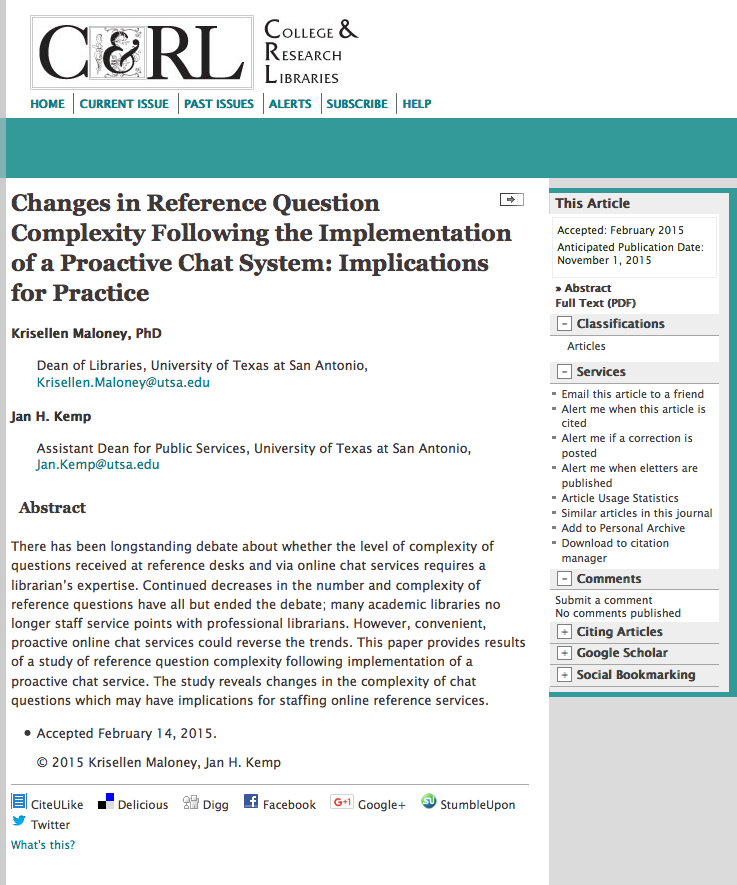 C&RL
COLLEGE &
RESEARCH
LIBRARIES
HOME
CURRENT ISSUE
PAST ISSUES
ALERTS
SUBSCRIBE
HELP
Changes in Reference Question
Complexity Following the Implementation
of a Proactive Chat System: Implications
for Practice
Krisellen Maloney, PhD
Dean of Libraries, University of Texas at San Antonio,
Krisellen.Maloney@utsa.edu
Jan H. Kemp
Assistant Dean for Public Services, University of Texas at San Antonio,
Jan.Kemp@utsa.edu
Abstract
There has been longstanding debate about whether the level of complexity of
questions received at reference desks and via online chat services requires a
librarian’s expertise. Continued decreases in the number and complexity of
reference questions have all but ended the debate; many academic libraries no
longer staff service points with professional librarians. However, convenient,
proactive online chat services could reverse the trends. This paper provides results
of a study of reference question complexity following implementation of a
proactive chat service. The study reveals changes in the complexity of chat
questions which may have implications for staffing online reference services.
• Accepted February 14, 2015.
© 2015 Krisellen Maloney, Jan H. Kemp
CiteULike
Delicious
Digg
Facebook
G+1 Google+
SU StumbleUpon
Twitter
What's this?
This Article
Accepted: February 2015
Anticipated Publication Date:
November 1, 2015
» Abstract
Full Text (PDF)
- Classifications
Articles
- Services
Email this article to a friend
Alert me when this article is
cited
Alert me if a correction is
posted
Alert me when eletters are
published
Article Usage Statistics
Similar articles in this journal
Add to Personal Archive
Download to citation
manager
- Comments
Submit a comment
No comments published
+ Citing Articles
+ Google Scholar
+ Social Bookmarking